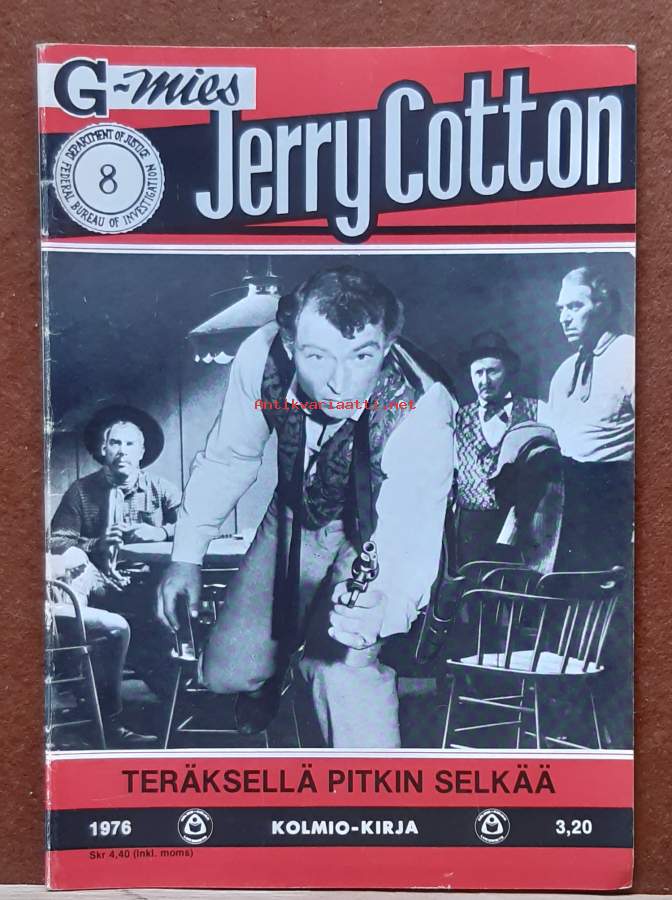 G-mies
Jerry Cotton
DEPARTMENT OF JUSTICE
FEDERAL BUREAU OF INVESTIGATION
8
Antikvariaatti.net
TERÄKSELLÄ PITKIN SELKÄÄ
1976 KOLMIO-KIRJA 3,20
Skr 4,40 (Inkl. moms)